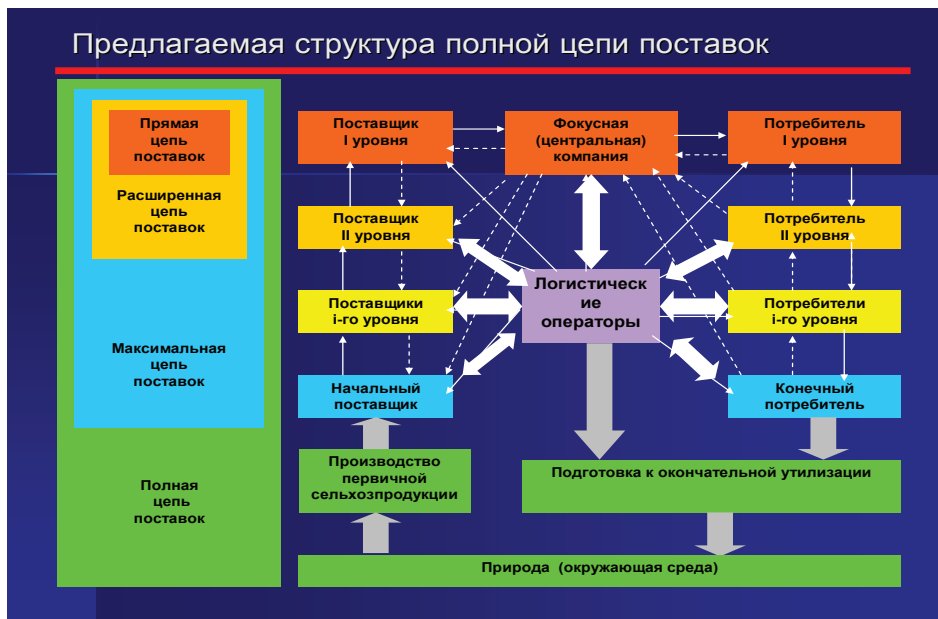 Предлагаемая структура полной цепи поставок
Прямая
цепь
поставок
Расширенная
цепь
поставок
Максимальная
цепь
поставок
Полная
цепь
поставок
Поставщик
I уровня
Фокусная
(центральная)
компания
Потребитель
I уровня
Поставщик
II уровня
Потребитель
II уровня
Логистическ
ие
операторы
Поставщики
i-го уровня
Потребители
i-го уровня
Начальный
поставщик
Конечный
потребитель
Производство
первичной
сельхозпродукции
Подготовка к окончательной утилизации
Природа (окружающая среда)